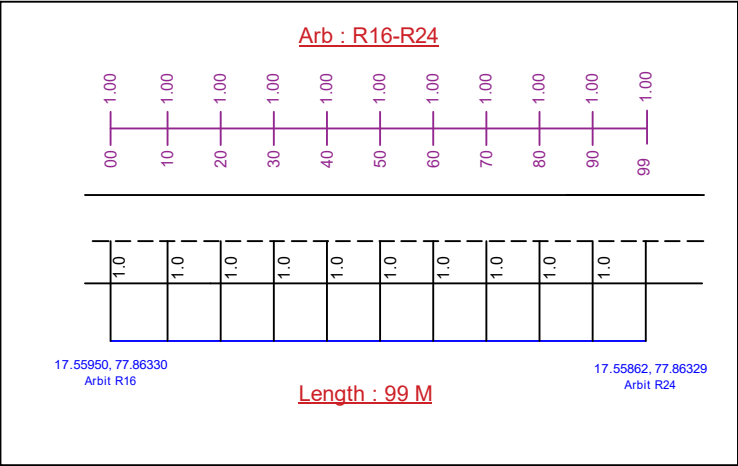 Arb : R16-R24
1.00 1.00 1.00 1.00 1.00 1.00 1.00 1.00 1.00 1.00 1.00
00 10 20 30 40 50 60 70 80 90 99
1.0 1.0 1.0 1.0 1.0 1.0 1.0 1.0 1.0 1.0
17.55950, 77.86330
Arbit R16
17.55862, 77.86329
Arbit R24
Length : 99 M